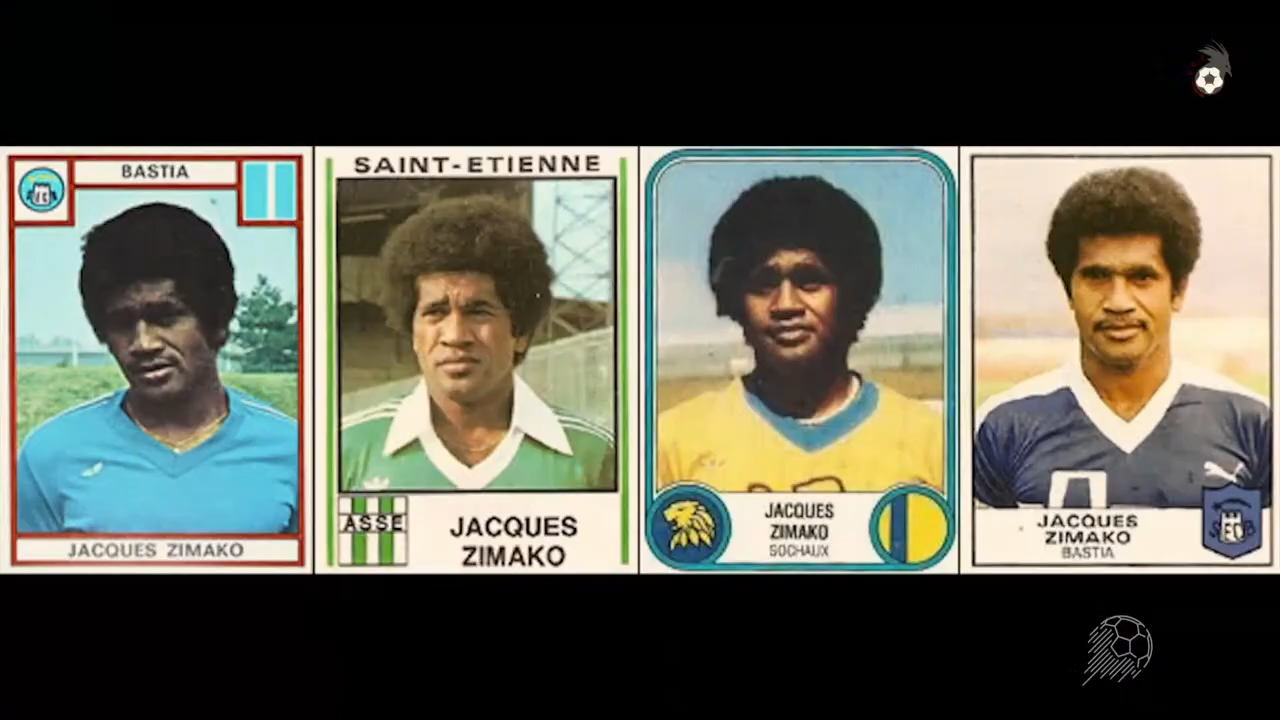 BASTIA
JACQUES ZIMAKO
SAINT-ETIENNE
ASSE
JACQUES
ZIMAKO
JACQUES
ZIMAKO
SOCHAUX
JACQUES
ZIMAKO
BASTIA